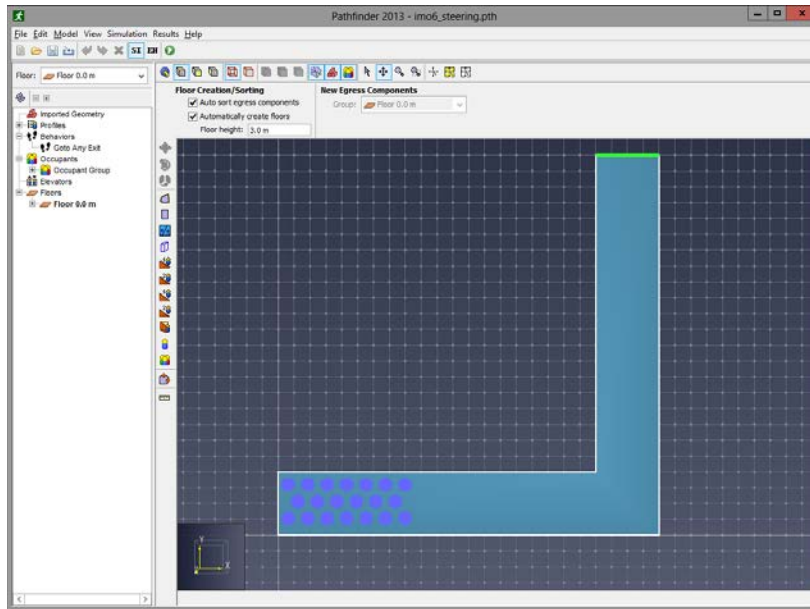 Pathfinder 2013 - imo6_steering.pth
File Edit Model View Simulation Results Help
SI EN
Floor: Floor 0.0 m
Floor Creation/Sorting
Auto sort egress components
Automatically create floors
Floor height: 3.0 m
New Egress Components
Group: Floor 0.0 m
Imported Geometry
Profiles
Behaviors
Goto Any Exit
Occupants
Occupant Group
Elevators
Floors
Floor 0.0 m
Y
X